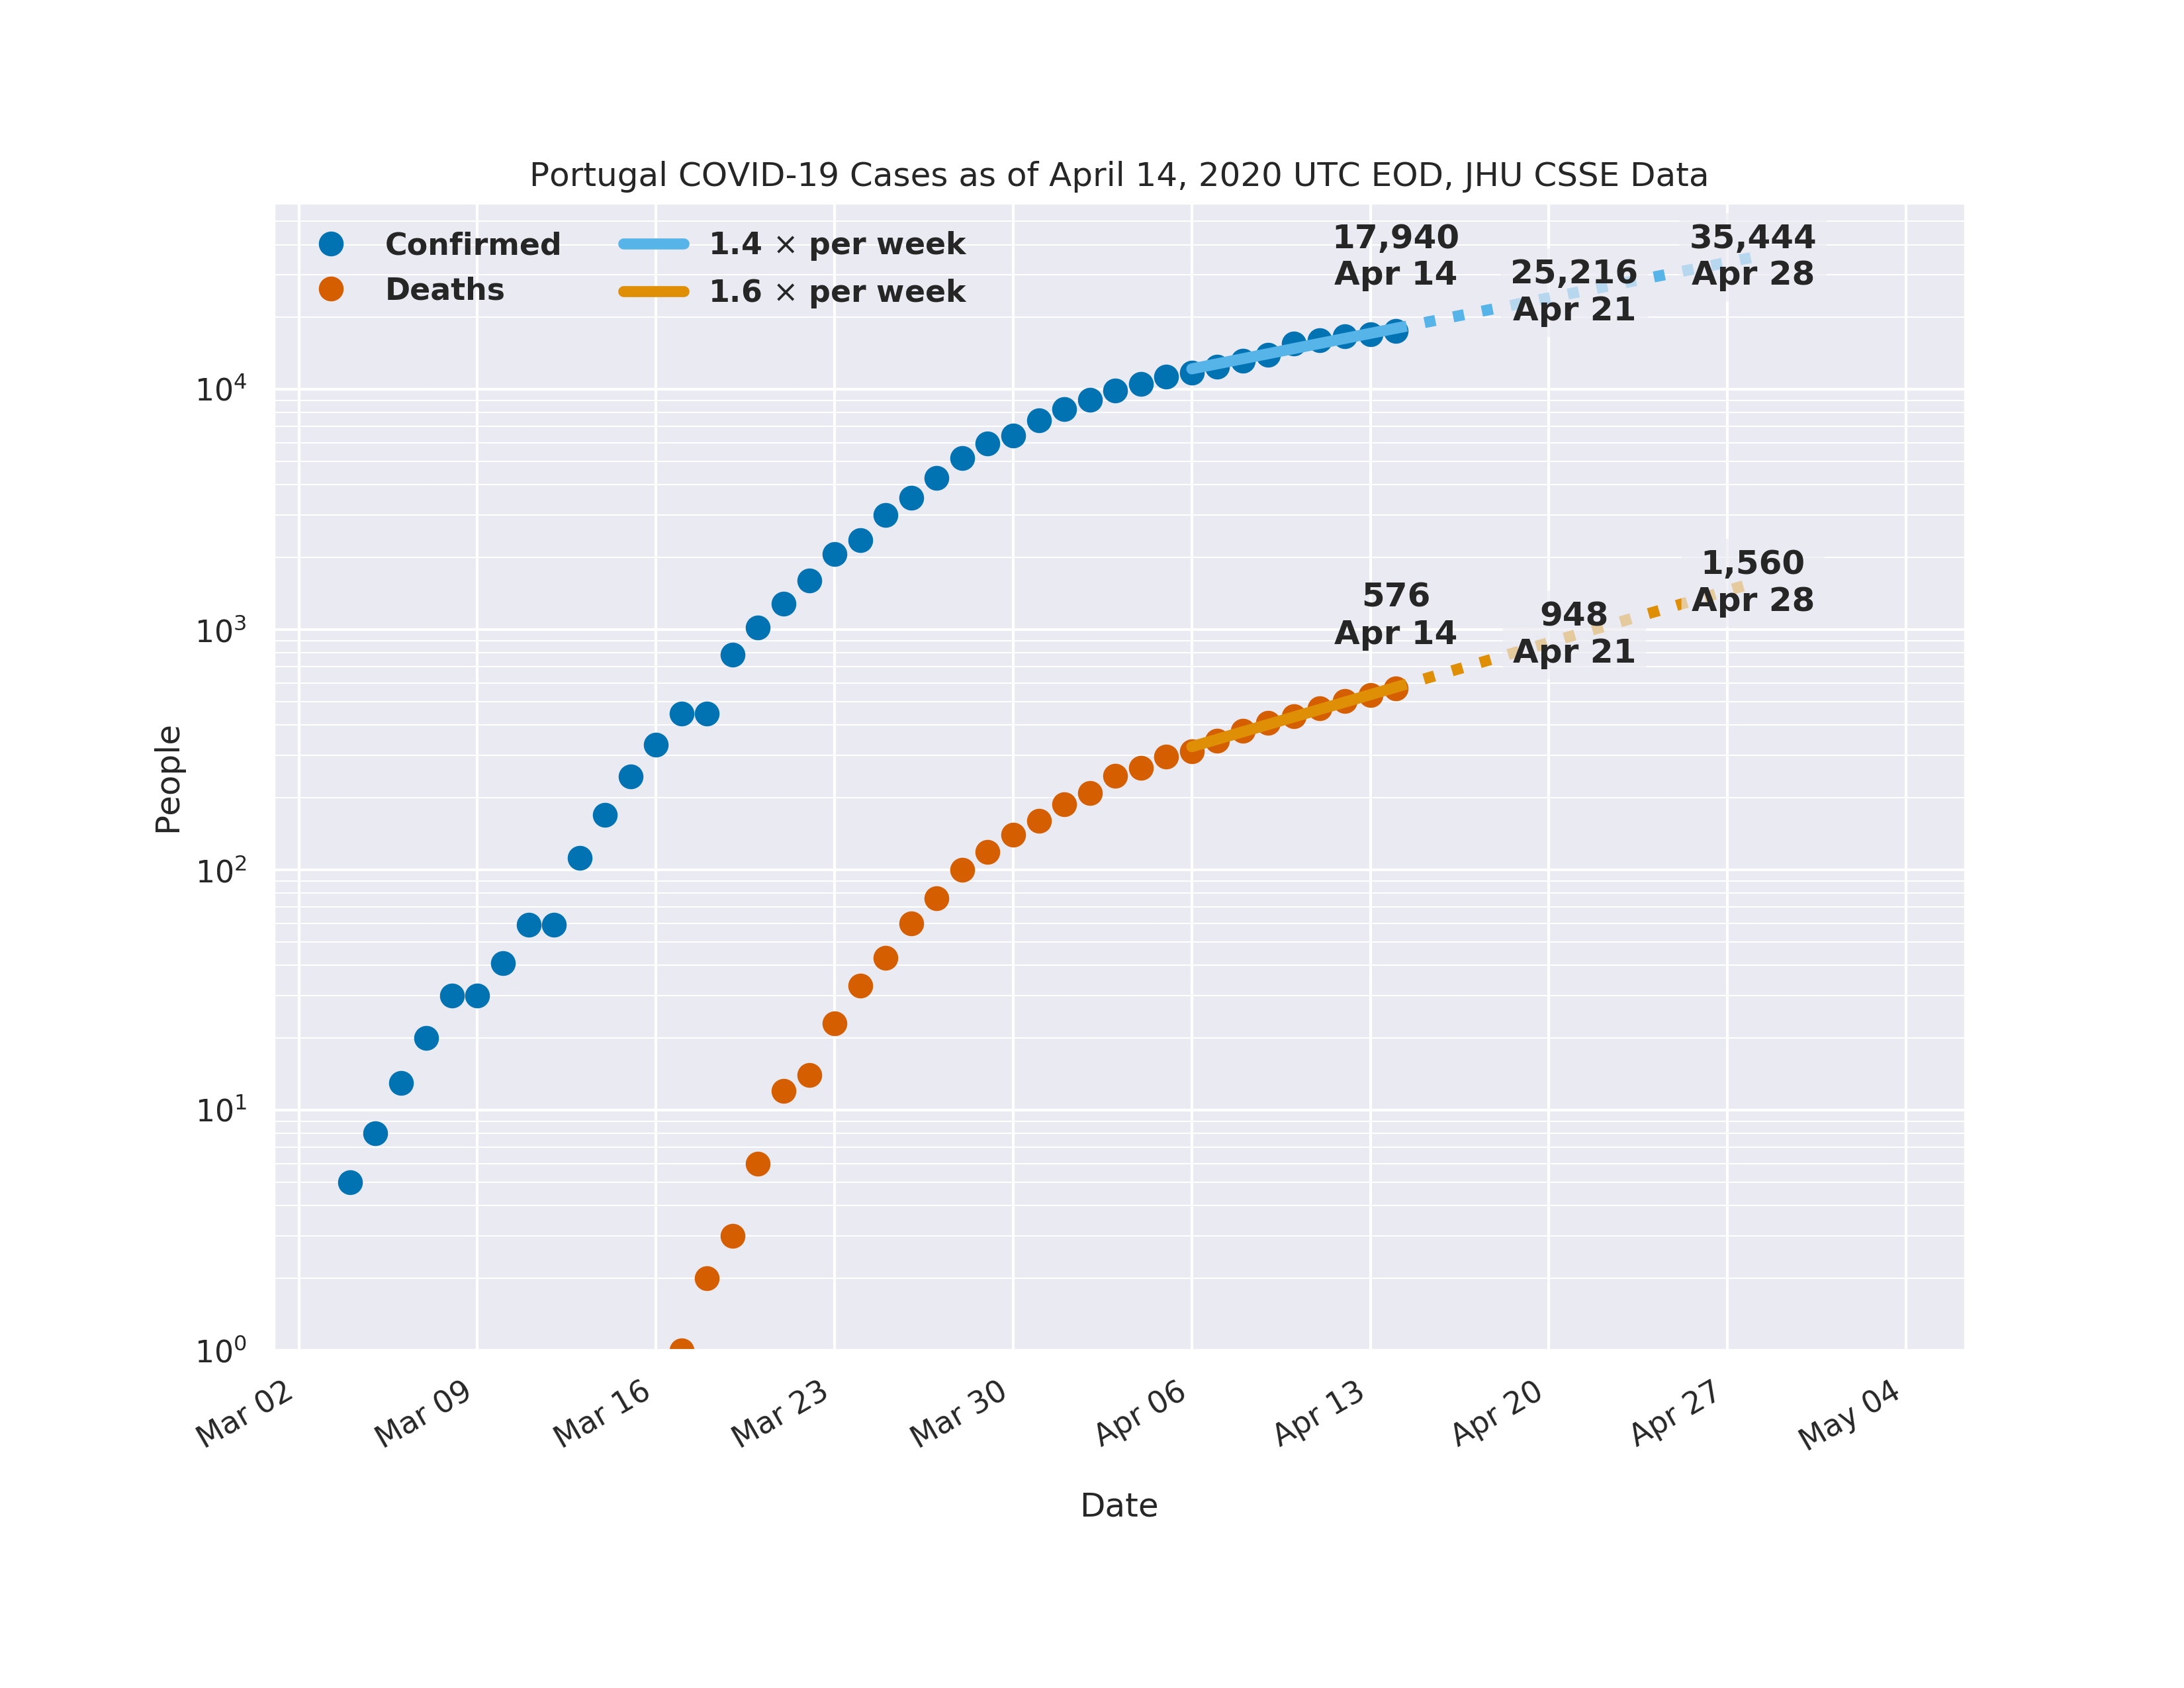 Portugal COVID-19 Cases as of April 14, 2020 UTC EOD, JHU CSSE Data
Confirmed
Deaths
1.4 × per week
1.6 × per week
17,940
Apr 14
25,216
Apr 21
35,444
Apr 28
576
Apr 14
948
Apr 21
1,560
Apr 28
People
10⁴
10³
10²
10¹
10⁰
Mar 02
Mar 09
Mar 16
Mar 23
Mar 30
Apr 06
Apr 13
Apr 20
Apr 27
May 04
Date